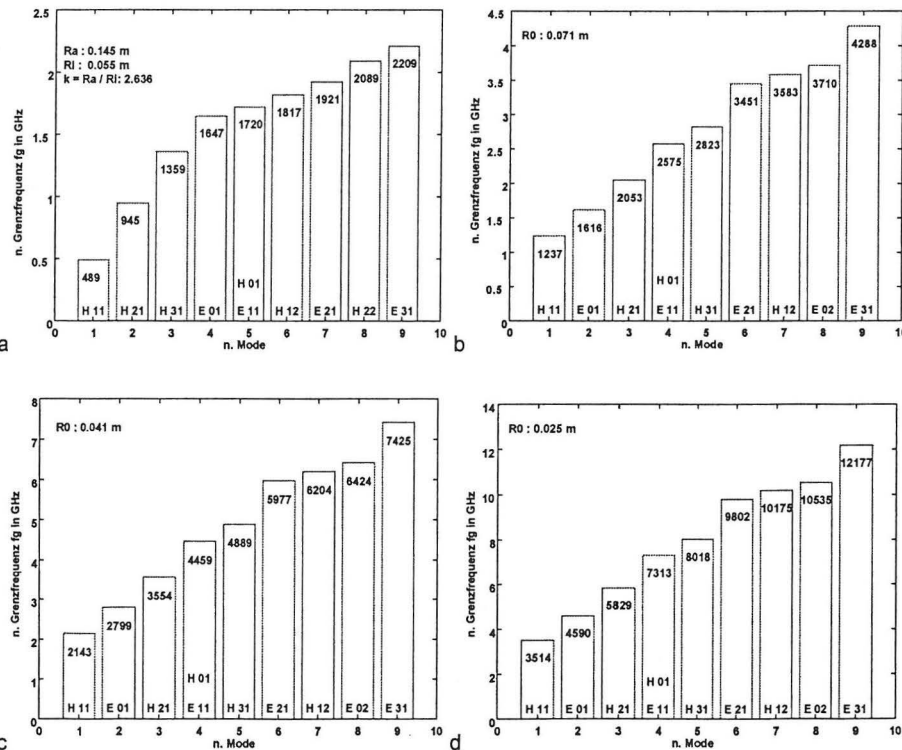 2.5
2
1.5
1
0.5
0
Ra : 0.145 m
RI : 0.055 m
k = Ra / RI: 2.636
n. Grenzfrequenz fg in GHz
489
945
1359
1647
1720
1817
1921
2089
2209
H 01
H 11 H 21 H 31 E 01 E 11 H 12 E 21 H 22 E 31
0 1 2 3 4 5 6 7 8 9 10
n. Mode
a
4.5
4
3.5
3
2.5
2
1.5
1
0.5
0
R0 : 0.071 m
n. Grenzfrequenz fg in GHz
1237
1616
2053
2575
2823
3451
3583
3710
4288
H 01
H 11 E 01 H 21 E 11 H 31 E 21 H 12 E 02 E 31
0 1 2 3 4 5 6 7 8 9 10
n. Mode
b
8
7
6
5
4
3
2
1
0
R0 : 0.041 m
n. Grenzfrequenz fg in GHz
2143
2799
3554
4459
4889
5977
6204
6424
7425
H 01
H 11 E 01 H 21 E 11 H 31 E 21 H 12 E 02 E 31
0 1 2 3 4 5 6 7 8 9 10
n. Mode
c
14
12
10
8
6
4
2
0
R0 : 0.025 m
n. Grenzfrequenz fg in GHz
3514
4590
5829
7313
8018
9802
10175
10535
12177
H 01
H 11 E 01 H 21 E 11 H 31 E 21 H 12 E 02 E 31
0 1 2 3 4 5 6 7 8 9 10
n. Mode
d